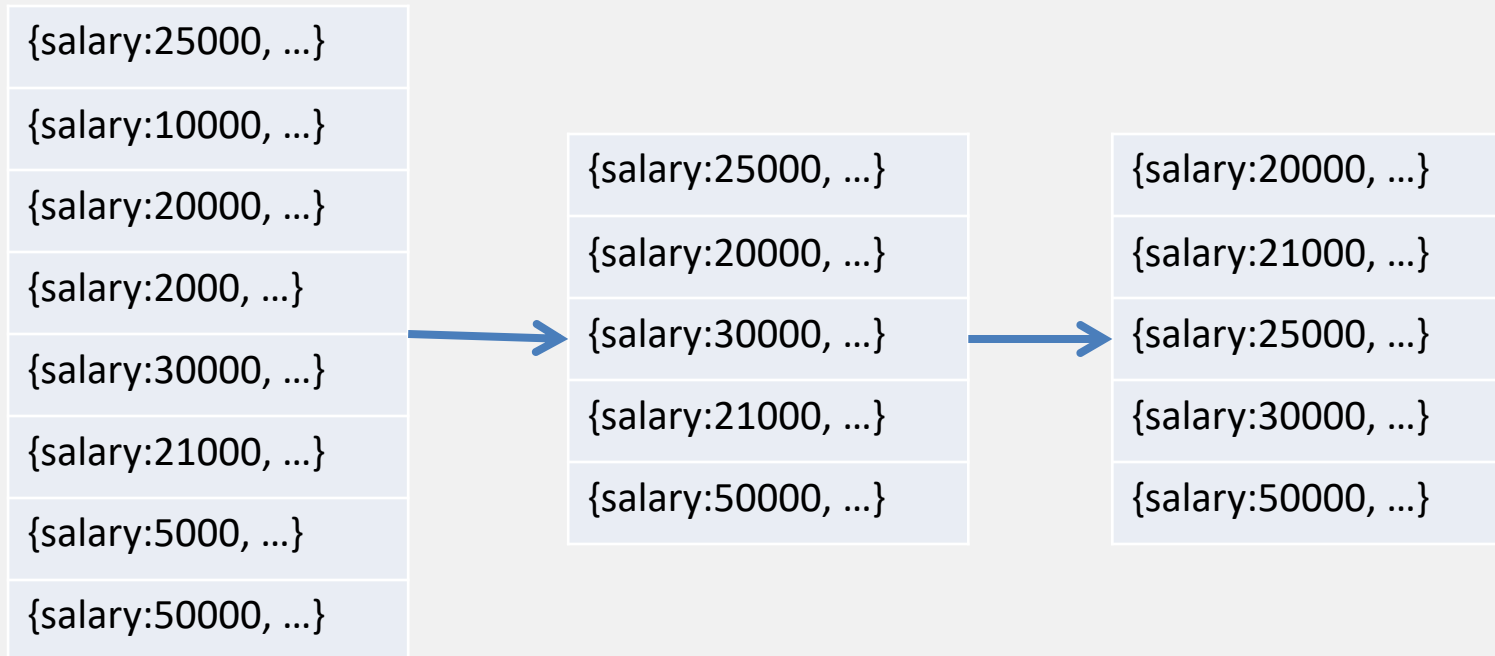 {salary:25000, …}
{salary:10000, …}
{salary:20000, …}
{salary:2000, …}
{salary:30000, …}
{salary:21000, …}
{salary:5000, …}
{salary:50000, …}
{salary:25000, …}
{salary:20000, …}
{salary:30000, …}
{salary:21000, …}
{salary:50000, …}
{salary:20000, …}
{salary:21000, …}
{salary:25000, …}
{salary:30000, …}
{salary:50000, …}